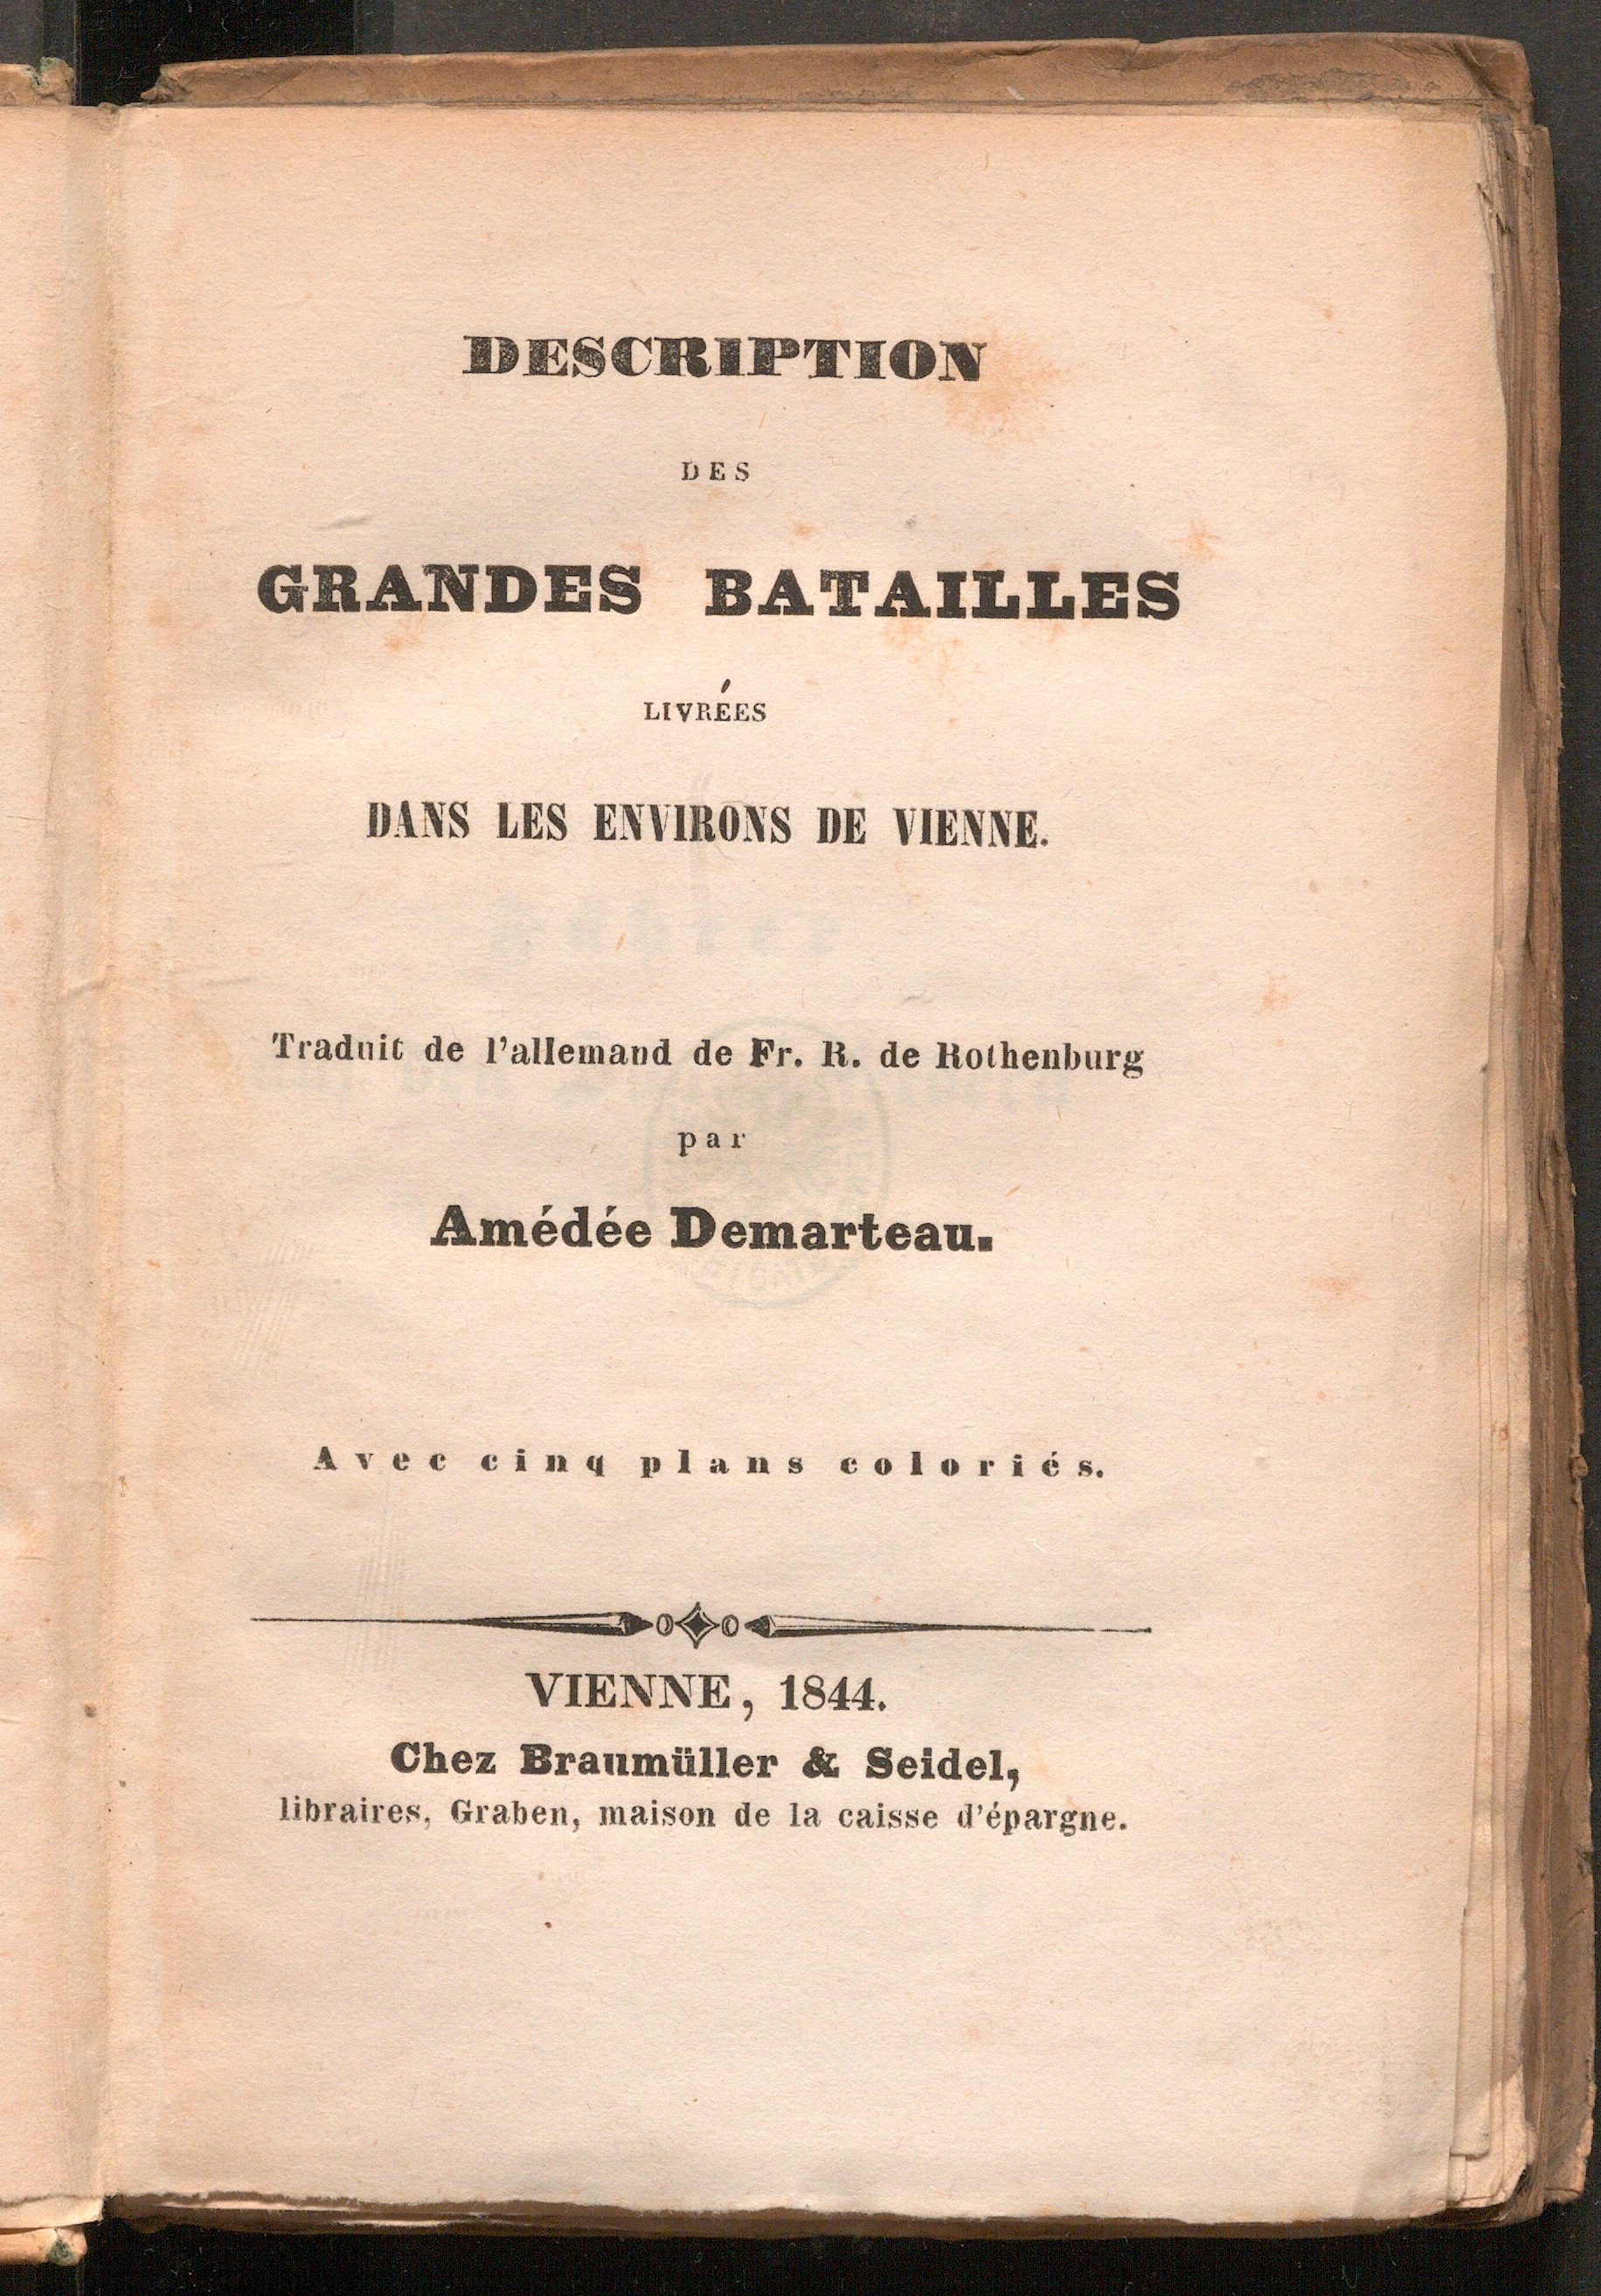 DESCRIPTION
DES
GRANDES BATAILLES
LIVRÉES
DANS LES ENVIRONS DE VIENNE.
Traduit de l'allemand de Fr. R. de Rothenburg
par
Amédée Demarteau.
Avec cinq plans coloriés.
VIENNE, 1844.
Chez Braumüller & Seidel,
libraires, Graben, maison de la caisse d'épargne.